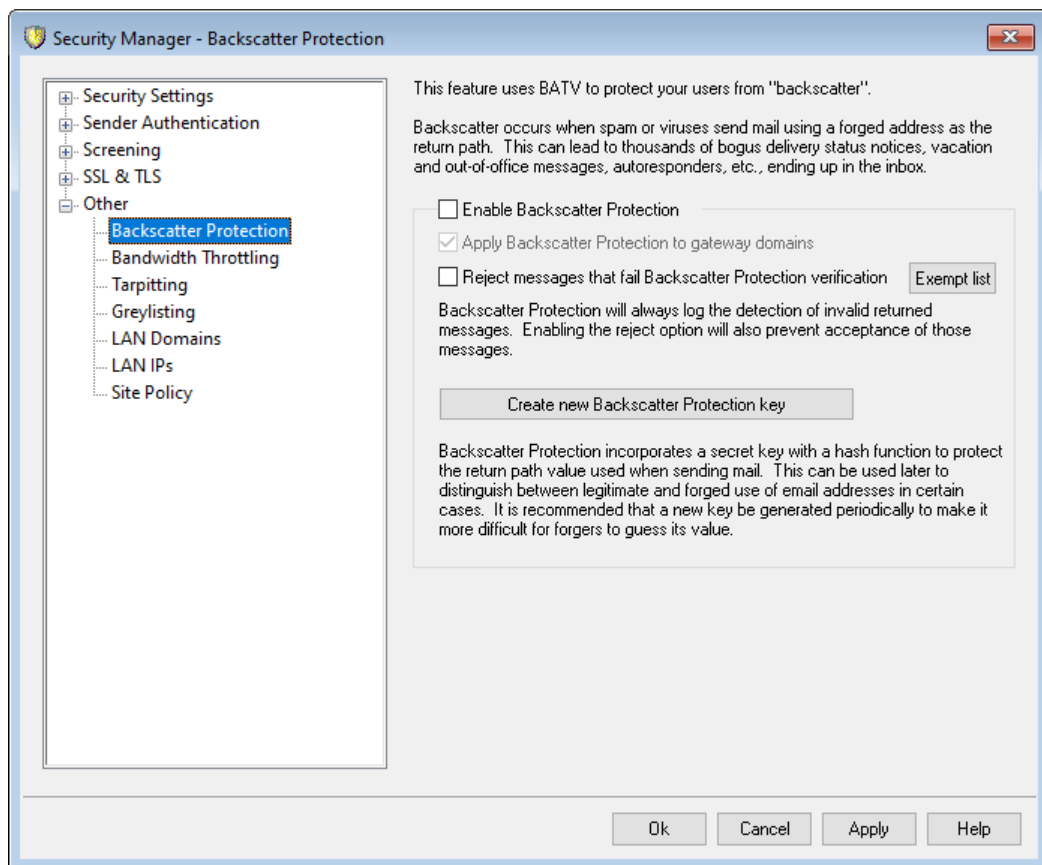 Security Manager - Backscatter Protection
Security Settings
Sender Authentication
Screening
SSL & TLS
Other
Backscatter Protection
Bandwidth Throttling
Tarpitting
Greylisting
LAN Domains
LAN IPs
Site Policy
This feature uses BATV to protect your users from "backscatter".
Backscatter occurs when spam or viruses send mail using a forged address as the
return path. This can lead to thousands of bogus delivery status notices, vacation
and out-of-office messages, autoresponders, etc., ending up in the inbox.
Enable Backscatter Protection
Apply Backscatter Protection to gateway domains
Reject messages that fail Backscatter Protection verification
Exempt list
Backscatter Protection will always log the detection of invalid returned
messages. Enabling the reject option will also prevent acceptance of those
messages.
Create new Backscatter Protection key
Backscatter Protection incorporates a secret key with a hash function to protect
the return path value used when sending mail. This can be used later to
distinguish between legitimate and forged use of email addresses in certain
cases. It is recommended that a new key be generated periodically to make it
more difficult for forgers to guess its value.
Ok
Cancel
Apply
Help